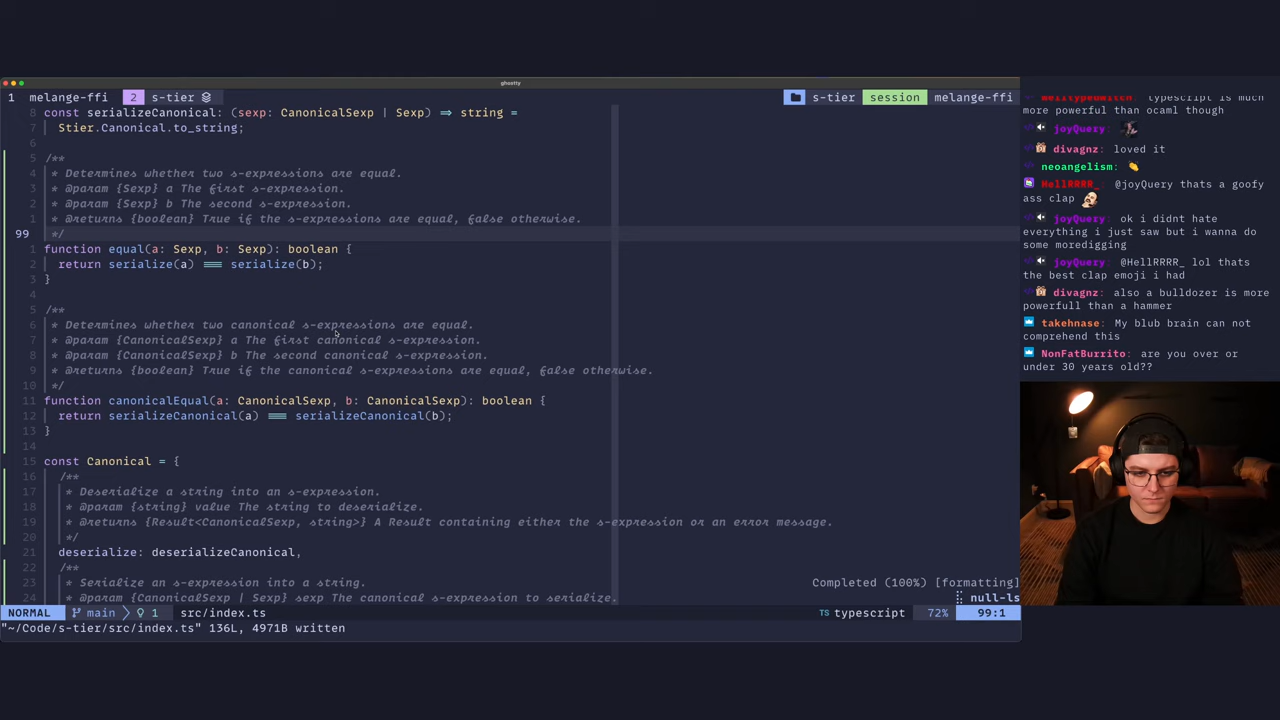 ghostty
1 melange-ffi 2 s-tier s-tier session melange-ffi
8 const serializeCanonical: (sexp: CanonicalSexp | Sexp) => string =
7 Stier.Canonical.to_string;
6
5 /**
4 * Determines whether two s-expressions are equal.
3 * @param {Sexp} a The first s-expression.
2 * @param {Sexp} b The second s-expression.
1 * @returns {boolean} True if the s-expressions are equal, false otherwise.
99 */
1 function equal(a: Sexp, b: Sexp): boolean {
2 return serialize(a) === serialize(b);
3 }
4
5 /**
6 * Determines whether two canonical s-expressions are equal.
7 * @param {CanonicalSexp} a The first canonical s-expression.
8 * @param {CanonicalSexp} b The second canonical s-expression.
9 * @returns {boolean} True if the canonical s-expressions are equal, false otherwise.
10 */
11 function canonicalEqual(a: CanonicalSexp, b: CanonicalSexp): boolean {
12 return serializeCanonical(a) === serializeCanonical(b);
13 }
14
15 const Canonical = {
16 /**
17 * Deserialize a string into an s-expression.
18 * @param {string} value The string to deserialize.
19 * @returns {Result<CanonicalSexp, string>} A Result containing either the s-expression or an error message.
20 */
21 deserialize: deserializeCanonical,
22 /**
23 * Serialize an s-expression into a string.
24 * @param {CanonicalSexp | Sexp} sexp The canonical s-expression to serialize.
Completed (100%) [formatting]
null-ls
NORMAL main 1 src/index.ts TS typescript 72% 99:1
"~/Code/s-tier/src/index.ts" 136L, 4971B written
typescript is much
more powerful than ocaml though
joyQuery:
divagnz: loved it
neoangelism:
HellRRRR_: @joyQuery thats a goofy
ass clap
joyQuery: ok i didnt hate
everything i just saw but i wanna do
some moredigging
joyQuery: @HellRRRR_ lol thats
the best clap emoji i had
divagnz: also a bulldozer is more
powerfull than a hammer
takehnase: My blub brain can not
comprehend this
NonFatBurrito: are you over or
under 30 years old??